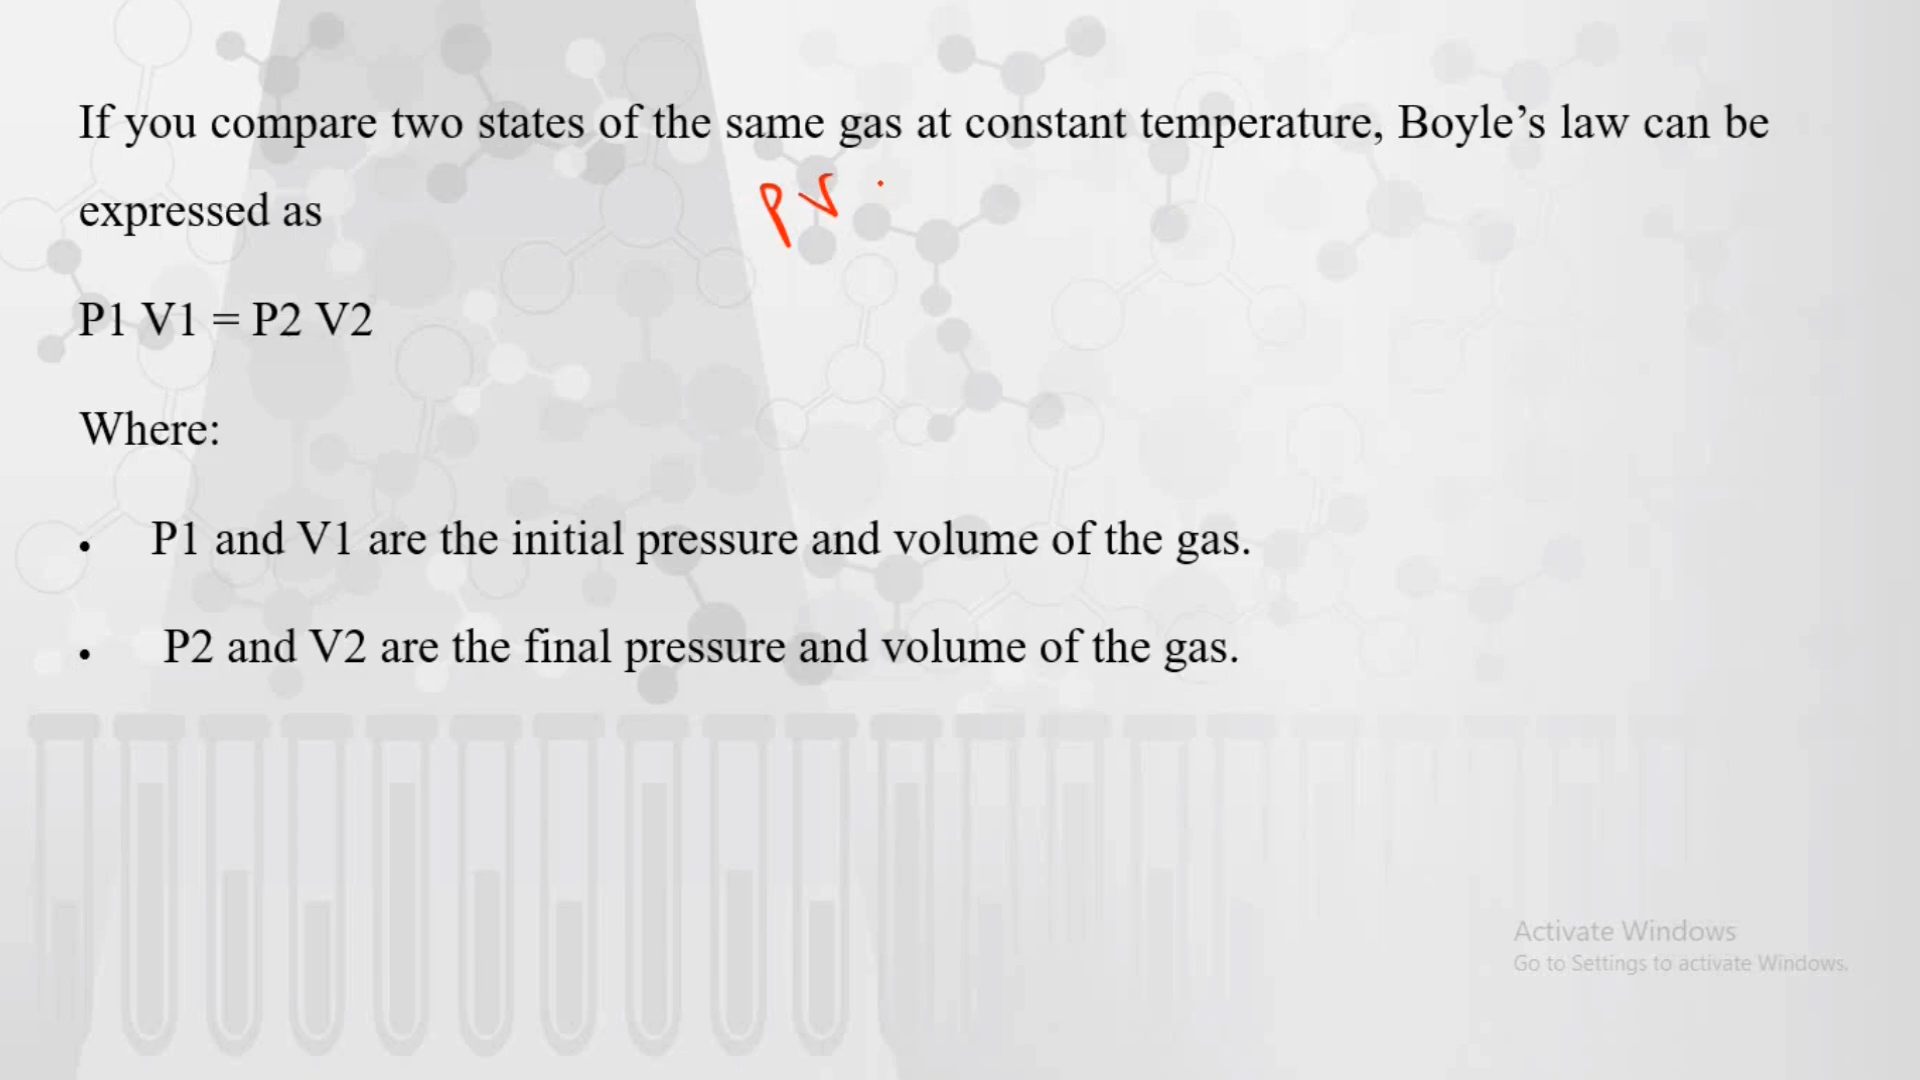 If you compare two states of the same gas at constant temperature, Boyle’s law can be
expressed as
PV
P1 V1 = P2 V2
Where:
• P1 and V1 are the initial pressure and volume of the gas.
• P2 and V2 are the final pressure and volume of the gas.
Activate Windows
Go to Settings to activate Windows.